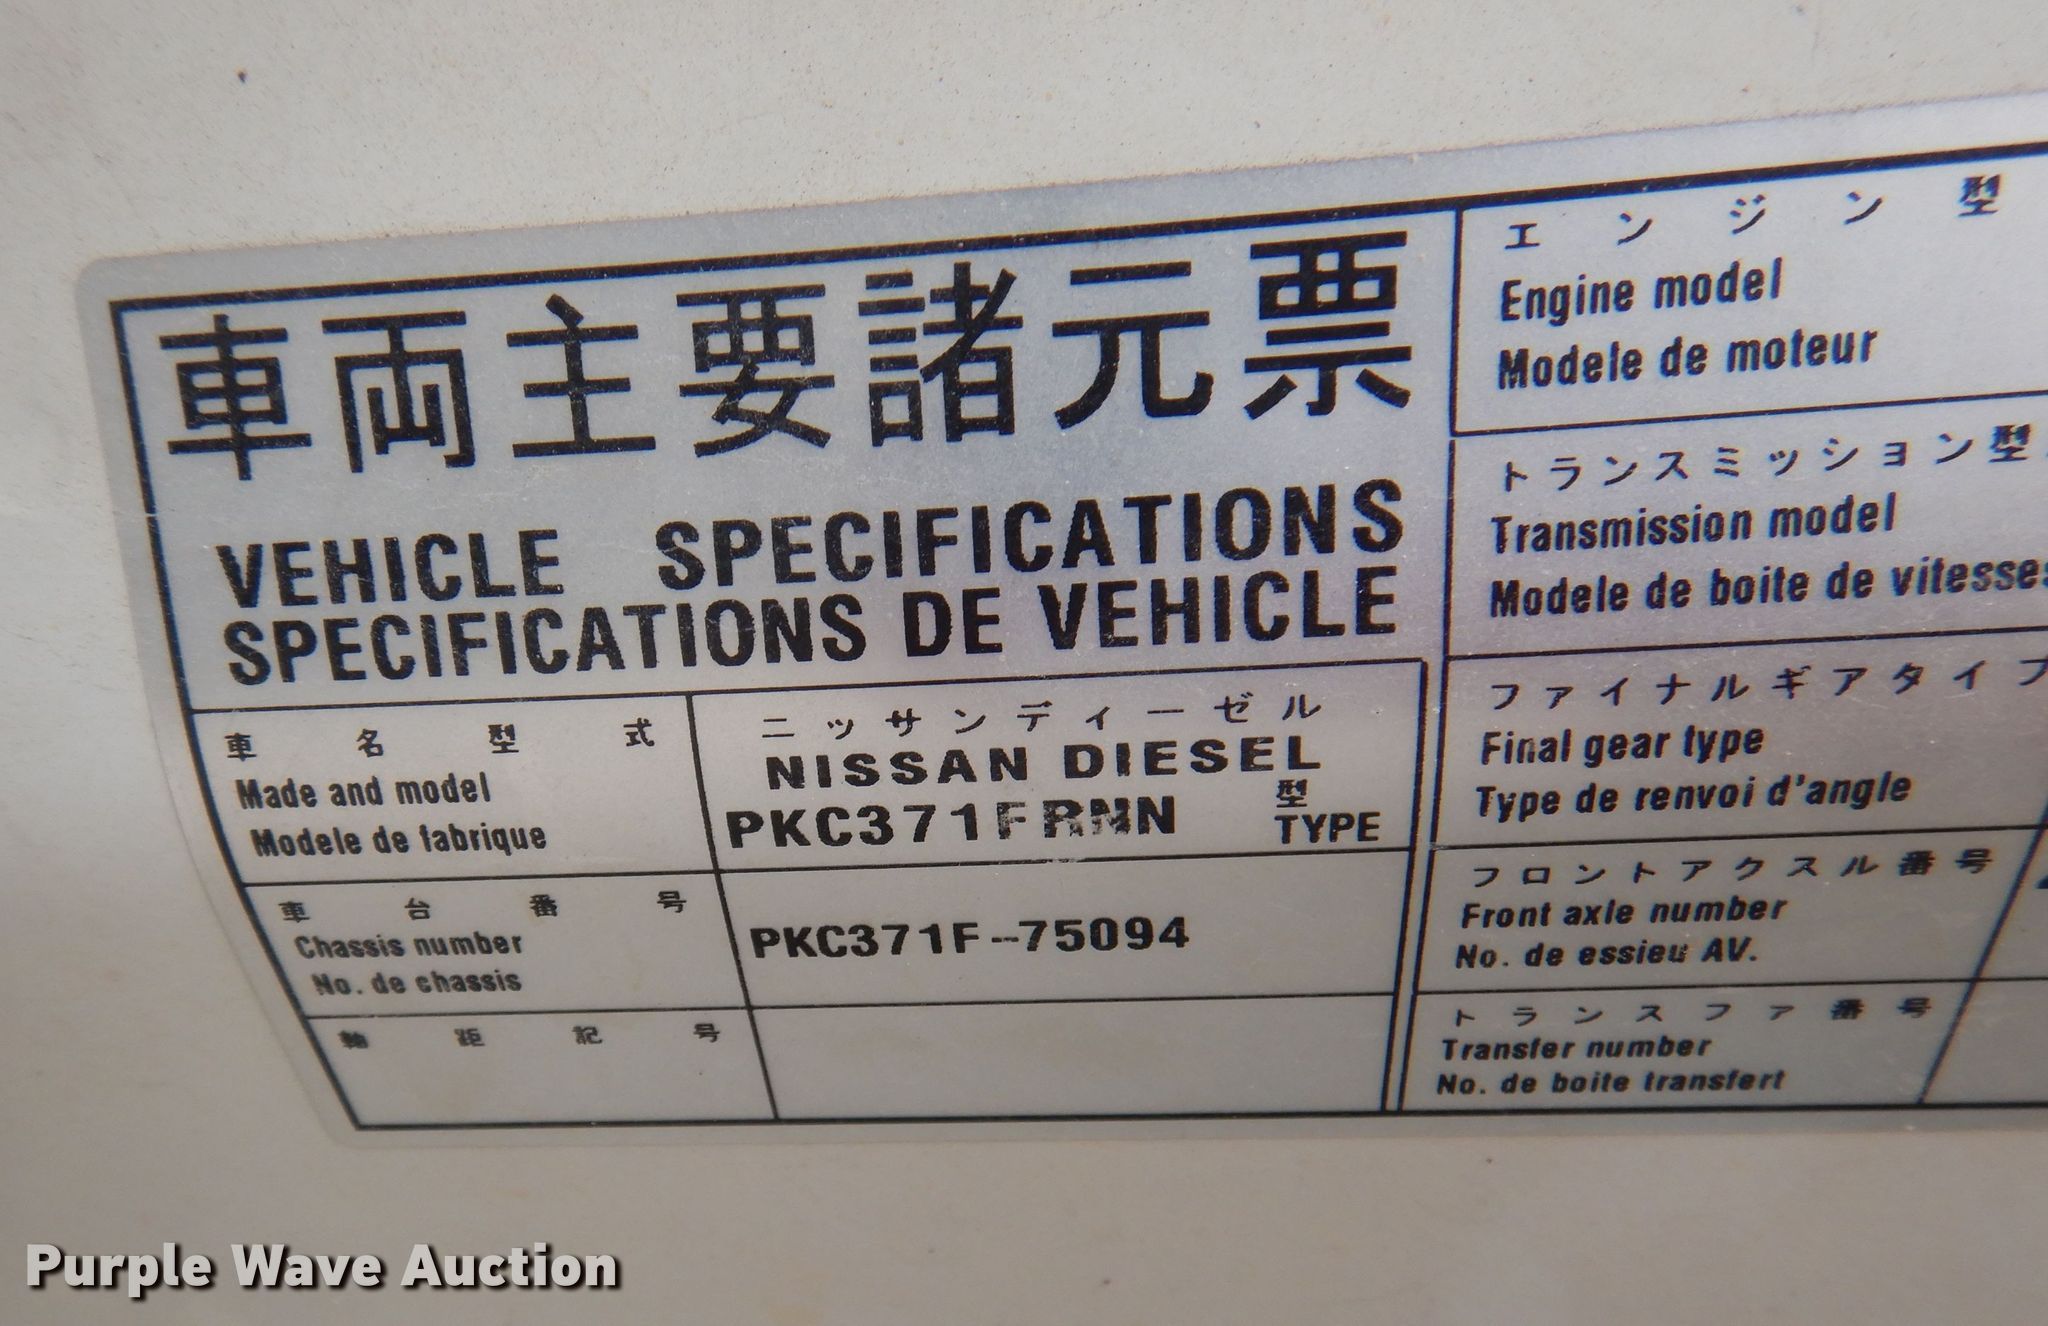 車両主要諸元票
VEHICLE SPECIFICATIONS
SPECIFICATIONS DE VEHICLE
車名型式
Made and model
Modele de fabrique
ニッサンディーゼル
NISSAN DIESEL
PKC371FRNN 型 TYPE
車台番号
Chassis number
No. de chassis
PKC371F-75094
軸距記号
エンジン型
Engine model
Modele de moteur
トランスミッション型
Transmission model
Modele de boite de vitesses
ファイナルギアタイプ
Final gear type
Type de renvoi d'angle
フロントアクスル番号
Front axle number
No. de essieu AV.
トランスファ番号
Transfer number
No. de boite transfert
Purple Wave Auction